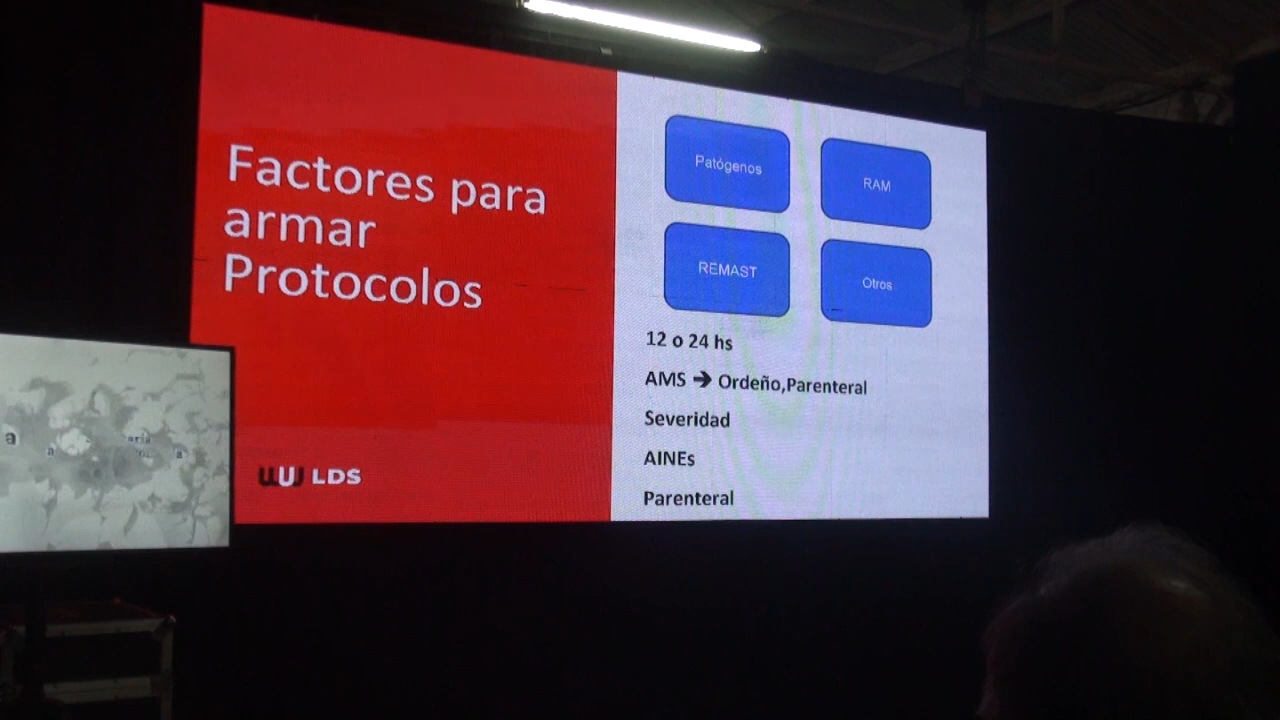 Factores para
armar
Protocolos
LDS
Patógenos
RAM
REMAST
Otros
12 o 24 hs
AMS ➔ Ordeño,Parenteral
Severidad
AINEs
Parenteral